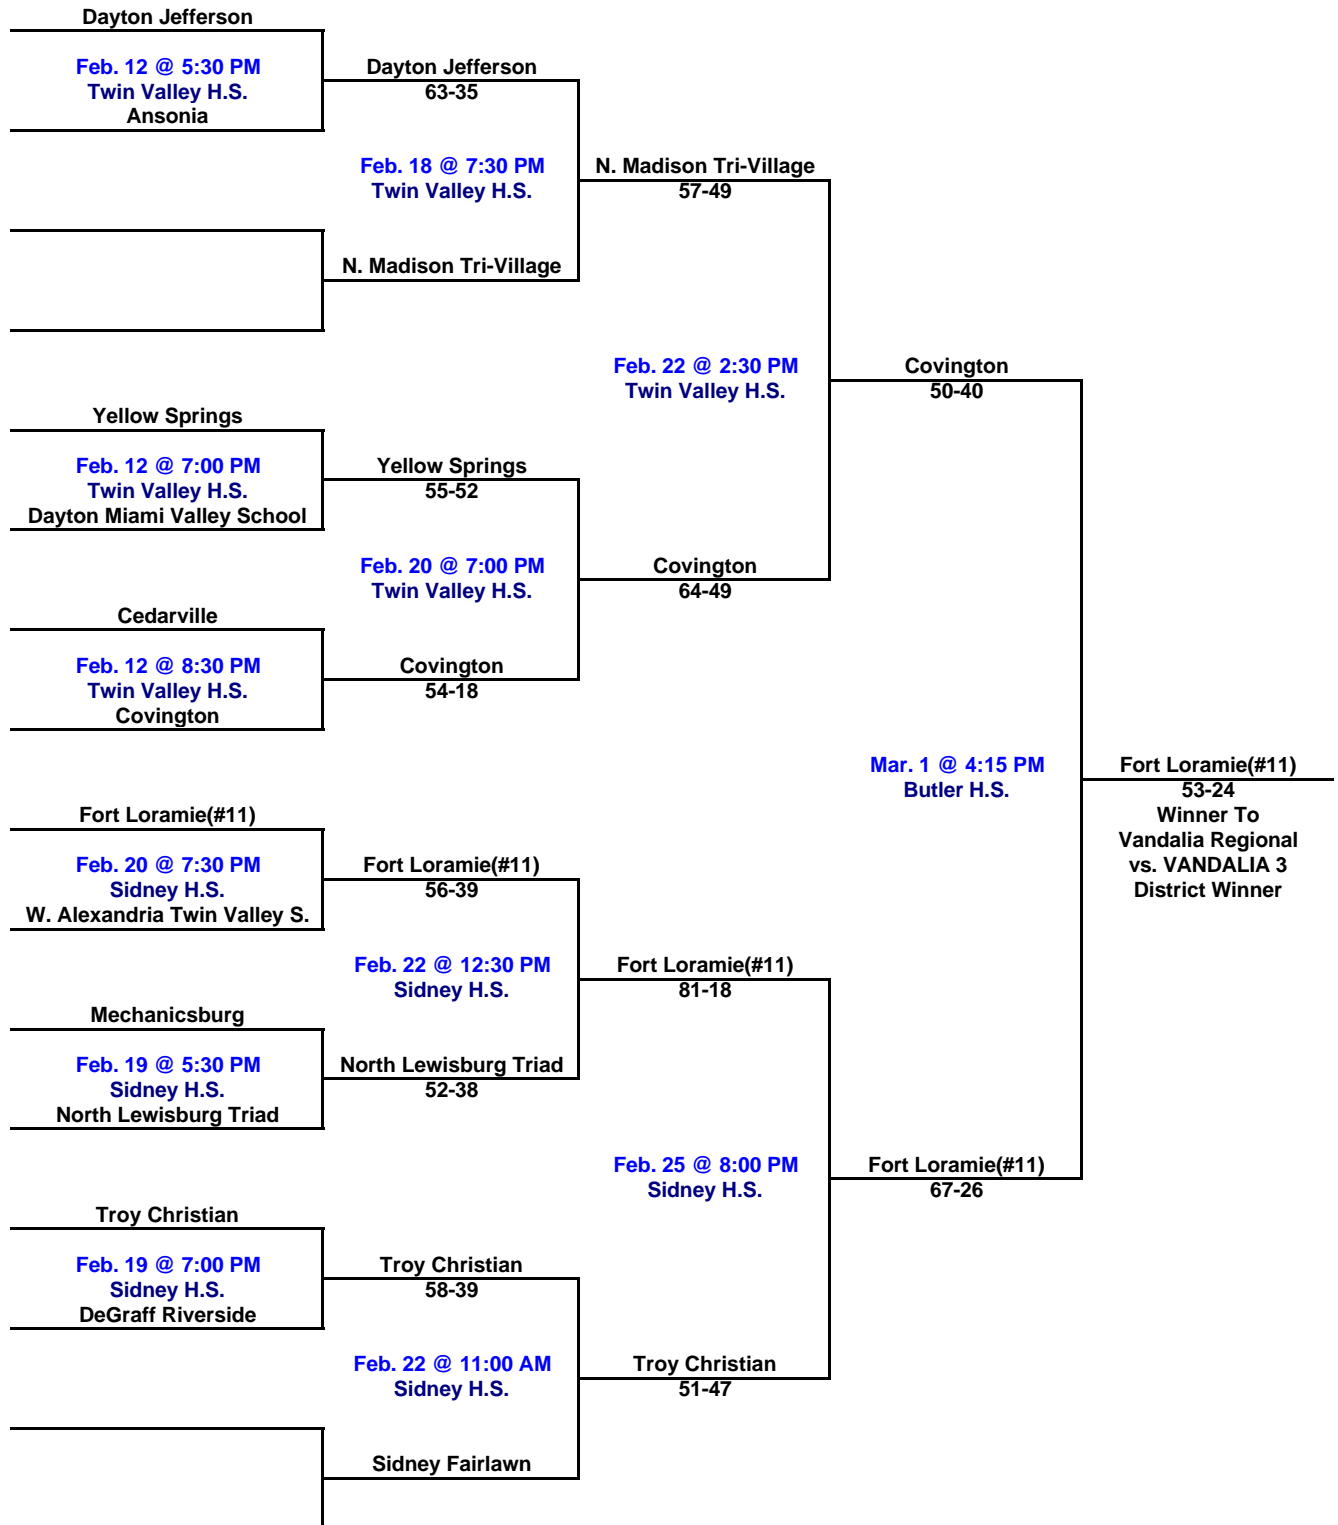 Dayton Jefferson
Feb. 12 @ 5:30 PM
Twin Valley H.S.
Ansonia
Dayton Jefferson
63-35
Feb. 18 @ 7:30 PM
Twin Valley H.S.
N. Madison Tri-Village
N. Madison Tri-Village
57-49
Feb. 22 @ 2:30 PM
Twin Valley H.S.
Covington
50-40
Yellow Springs
Feb. 12 @ 7:00 PM
Twin Valley H.S.
Dayton Miami Valley School
Yellow Springs
55-52
Feb. 20 @ 7:00 PM
Twin Valley H.S.
Covington
64-49
Cedarville
Feb. 12 @ 8:30 PM
Twin Valley H.S.
Covington
Covington
54-18
Mar. 1 @ 4:15 PM
Butler H.S.
Fort Loramie(#11)
53-24
Winner To
Vandalia Regional
vs. VANDALIA 3
District Winner
Fort Loramie(#11)
Feb. 20 @ 7:30 PM
Sidney H.S.
W. Alexandria Twin Valley S.
Fort Loramie(#11)
56-39
Feb. 22 @ 12:30 PM
Sidney H.S.
Fort Loramie(#11)
81-18
Mechanicsburg
Feb. 19 @ 5:30 PM
Sidney H.S.
North Lewisburg Triad
North Lewisburg Triad
52-38
Feb. 25 @ 8:00 PM
Sidney H.S.
Fort Loramie(#11)
67-26
Troy Christian
Feb. 19 @ 7:00 PM
Sidney H.S.
DeGraff Riverside
Troy Christian
58-39
Feb. 22 @ 11:00 AM
Sidney H.S.
Troy Christian
51-47
Sidney Fairlawn